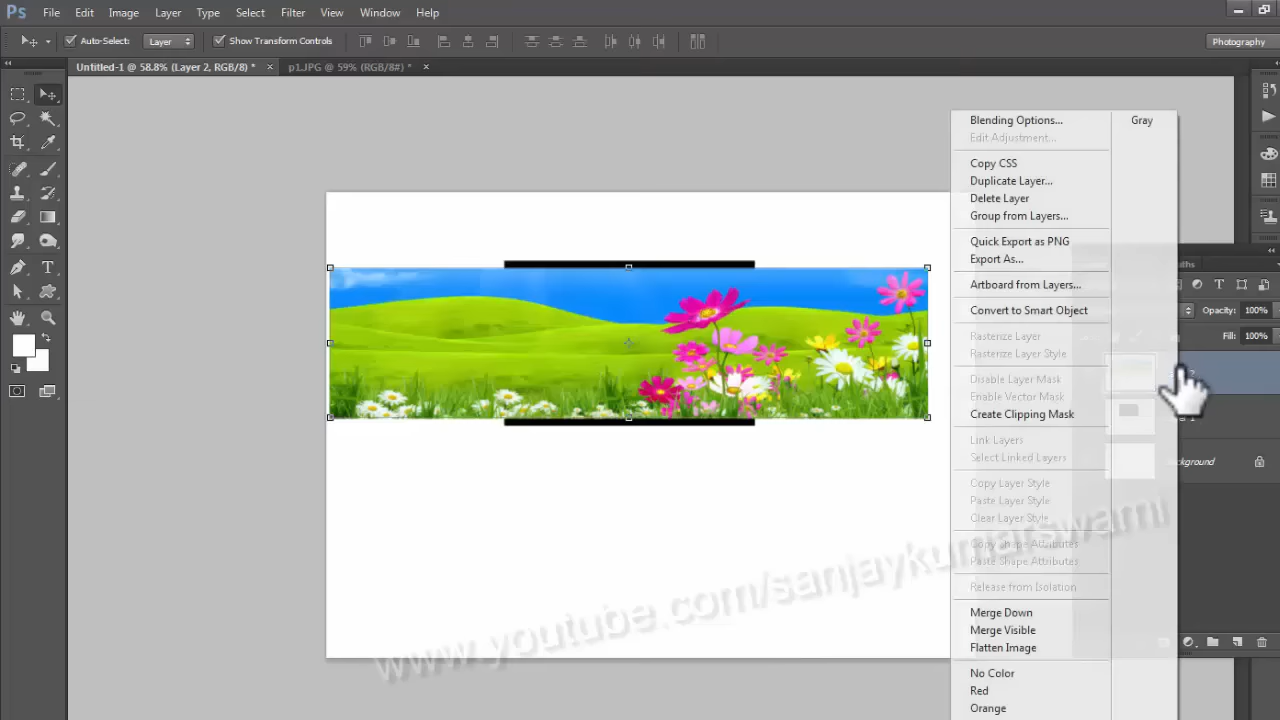 Ps File Edit Image Layer Type Select Filter View Window Help
Auto-Select: Layer Show Transform Controls Photography
Untitled-1 @ 58.8% (Layer 2, RGB/8) * × p1.JPG @ 59% (RGB/8#) * ×
Blending Options... Gray
Edit Adjustment...
Copy CSS
Duplicate Layer...
Delete Layer
Group from Layers...
Quick Export as PNG
Export As...
Artboard from Layers...
Convert to Smart Object
Opacity: 100%
Rasterize Layer
Fill: 100%
Rasterize Layer Style
Disable Layer Mask
Enable Vector Mask
Create Clipping Mask
Link Layers
Select Linked Layers
Copy Layer Style
Paste Layer Style
Clear Layer Style
Copy Shape Attributes
Paste Shape Attributes
Release from Isolation
Merge Down
Merge Visible
Flatten Image
No Color
Red
Orange
www.youtube.com/sanjaykumarswami